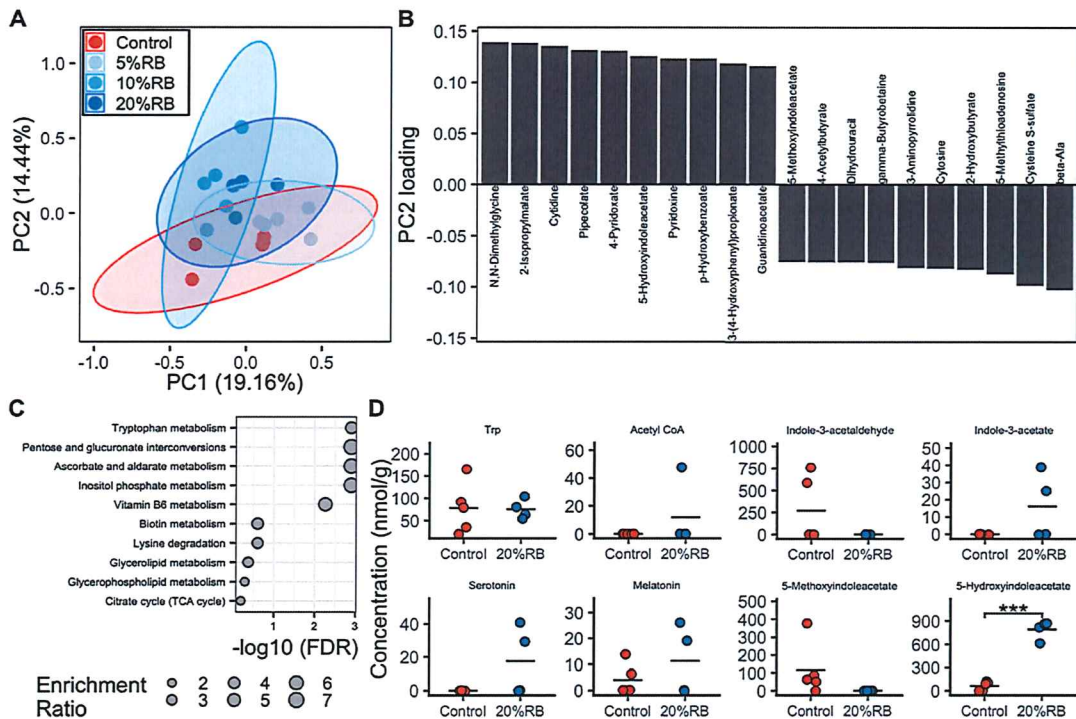 A
Control
5%RB
10%RB
20%RB
PC2 (14.44%)
1.0
0.5
0.0
-0.5
-1.0
0.0
0.5
PC1 (19.16%)
B
PC2 loading
0.15
0.10
0.05
0.00
-0.05
-0.10
-0.15
N,N-Dimethylglycine
2-Isopropylmalate
Cytidine
Pipecolate
4-Pyridoxate
5-Hydroxyindoleacetate
Pyridoxine
p-Hydroxybenzoate
3-(4-Hydroxyphenyl)propionate
Guanidinoacetate
5-Methoxyindoleacetate
4-Acetylbutyrate
Dihydrouracil
gamma-Butyrobetaine
3-Aminopyrrolidine
Cytosine
2-Hydroxybutyrate
5-Methylthioadenosine
Cysteine S-sulfate
beta-Ala
C
Tryptophan metabolism
Pentose and glucuronate interconversions
Ascorbate and aldarate metabolism
Inositol phosphate metabolism
Vitamin B6 metabolism
Biotin metabolism
Lysine degradation
Glycerolipid metabolism
Glycerophospholipid metabolism
Citrate cycle (TCA cycle)
1 2 3
-log10 (FDR)
Enrichment
Ratio
2 4 6
3 5 7
D
Concentration (nmol/g)
Trp
150
100
50
Control 20%RB
Acetyl CoA
60
40
20
0
Control 20%RB
Indole-3-acetaldehyde
1000
750
500
250
0
Control 20%RB
Indole-3-acetate
50
40
30
20
10
0
Control 20%RB
Serotonin
40
20
0
Control 20%RB
Melatonin
30
20
10
0
Control 20%RB
5-Methoxyindoleacetate
500
400
300
200
100
0
Control 20%RB
5-Hydroxyindoleacetate
***
900
600
300
0
Control 20%RB